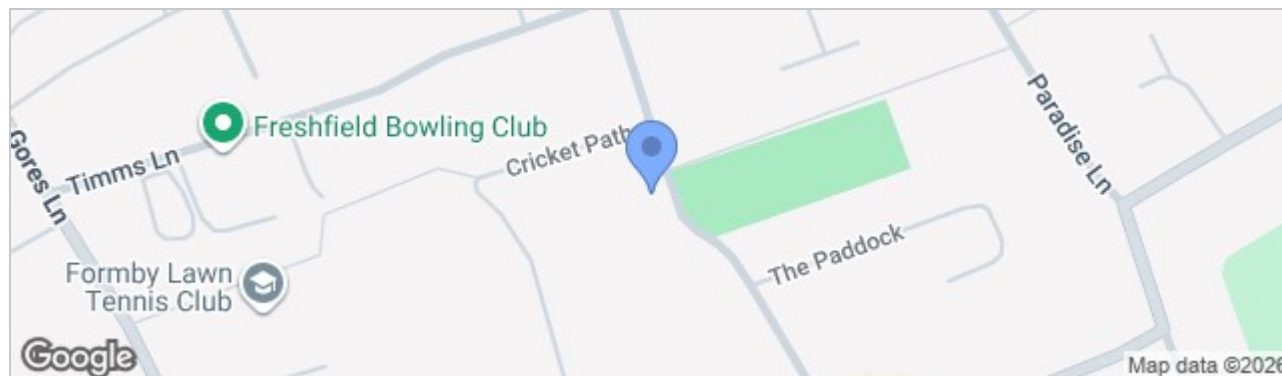 Freshfield Bowling Club
Cricket Path
Paradise Ln
Gores Ln
Timms Ln
The Paddock
Formby Lawn
Tennis Club
Google
Map data ©2026